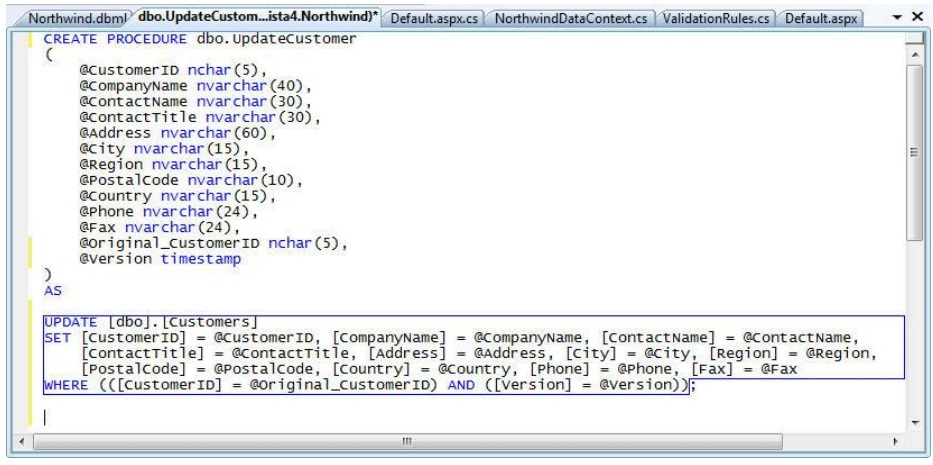 Northwind.dbml dbo.UpdateCustom...ista4.Northwind)* Default.aspx.cs NorthwindDataContext.cs ValidationRules.cs Default.aspx
CREATE PROCEDURE dbo.UpdateCustomer
(
@CustomerID nchar(5),
@CompanyName nvarchar(40),
@ContactName nvarchar(30),
@ContactTitle nvarchar(30),
@Address nvarchar(60),
@City nvarchar(15),
@Region nvarchar(15),
@PostalCode nvarchar(10),
@Country nvarchar(15),
@Phone nvarchar(24),
@Fax nvarchar(24),
@Original_CustomerID nchar(5),
@Version timestamp
)
AS
UPDATE [dbo].[Customers]
SET [CustomerID] = @CustomerID, [CompanyName] = @CompanyName, [ContactName] = @ContactName,
[ContactTitle] = @ContactTitle, [Address] = @Address, [City] = @City, [Region] = @Region,
[PostalCode] = @PostalCode, [Country] = @Country, [Phone] = @Phone, [Fax] = @Fax
WHERE (([CustomerID] = @Original_CustomerID) AND ([Version] = @Version));